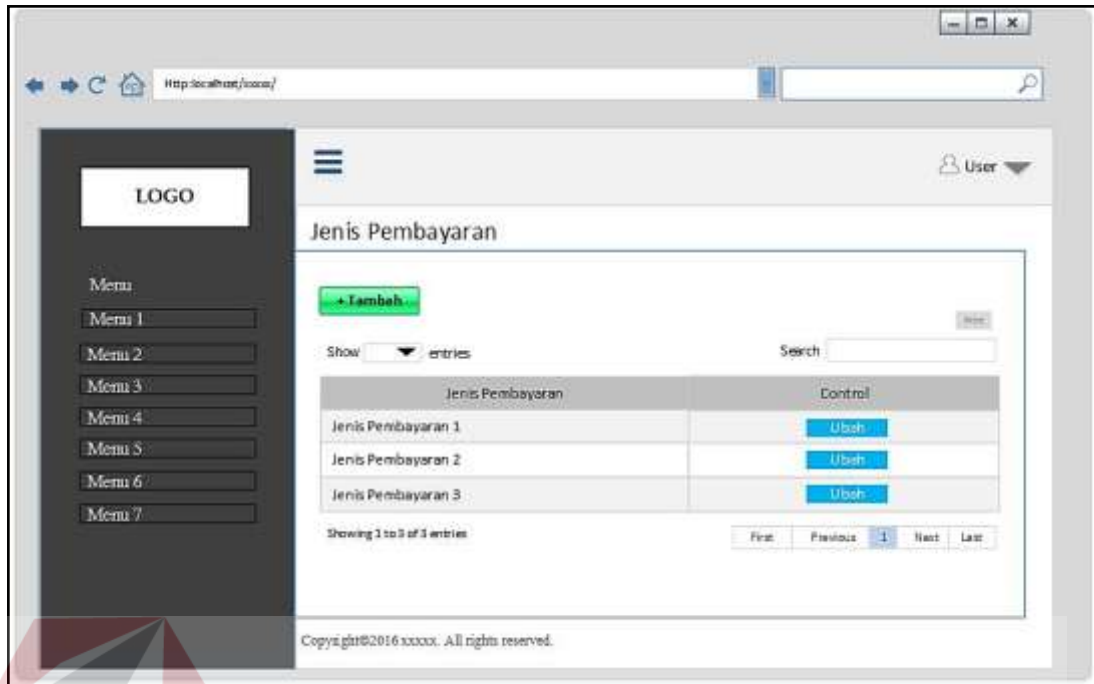 Http:localhost/xxxxx/
User
LOGO
Jenis Pembayaran
Menu
Menu 1
Menu 2
Menu 3
Menu 4
Menu 5
Menu 6
Menu 7
+ Tambah
Print
Show entries
Search
Jenis Pembayaran Control
Jenis Pembayaran 1 Ubah
Jenis Pembayaran 2 Ubah
Jenis Pembayaran 3 Ubah
Showing 1 to 3 of 3 entries
First Previous 1 Next Last
Copyright©2016 xxxxx. All rights reserved.